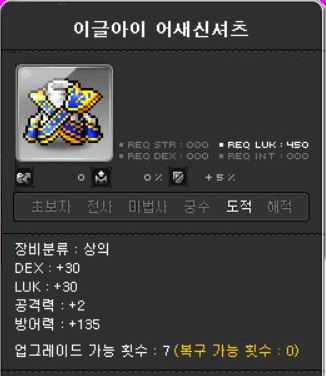 이글아이 어새신셔츠
REQ STR : 000 REQ LUK : 450
REQ DEX : 000 REQ INT : 000
0 0 % + 5 %
초보자 전사 마법사 궁수 도적 해적
장비분류 : 상의
DEX : +30
LUK : +30
공격력 : +2
방어력 : +135
업그레이드 가능 횟수 : 7 (복구 가능 횟수 : 0)